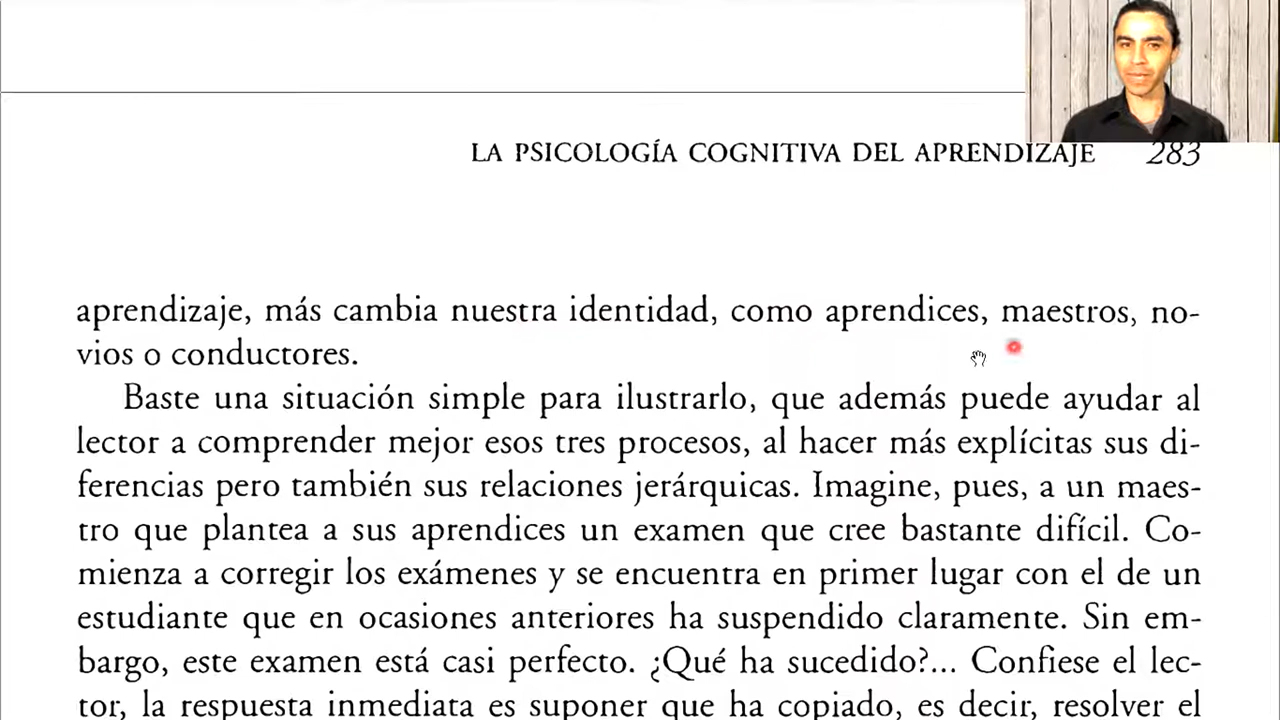 LA PSICOLOGÍA COGNITIVA DEL APRENDIZAJE 283
aprendizaje, más cambia nuestra identidad, como aprendices, maestros, no-
vios o conductores.
Baste una situación simple para ilustrarlo, que además puede ayudar al
lector a comprender mejor esos tres procesos, al hacer más explícitas sus di-
ferencias pero también sus relaciones jerárquicas. Imagine, pues, a un maes-
tro que plantea a sus aprendices un examen que cree bastante difícil. Co-
mienza a corregir los exámenes y se encuentra en primer lugar con el de un
estudiante que en ocasiones anteriores ha suspendido claramente. Sin em-
bargo, este examen está casi perfecto. ¿Qué ha sucedido?... Confiese el lec-
tor, la respuesta inmediata es suponer que ha copiado, es decir, resolver el